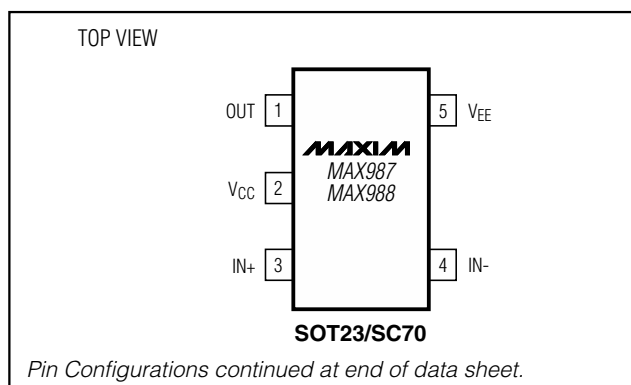 TOP VIEW
OUT 1
5 VEE
MAXIM
MAX987
MAX988
VCC 2
IN+ 3
4 IN-
SOT23/SC70
Pin Configurations continued at end of data sheet.